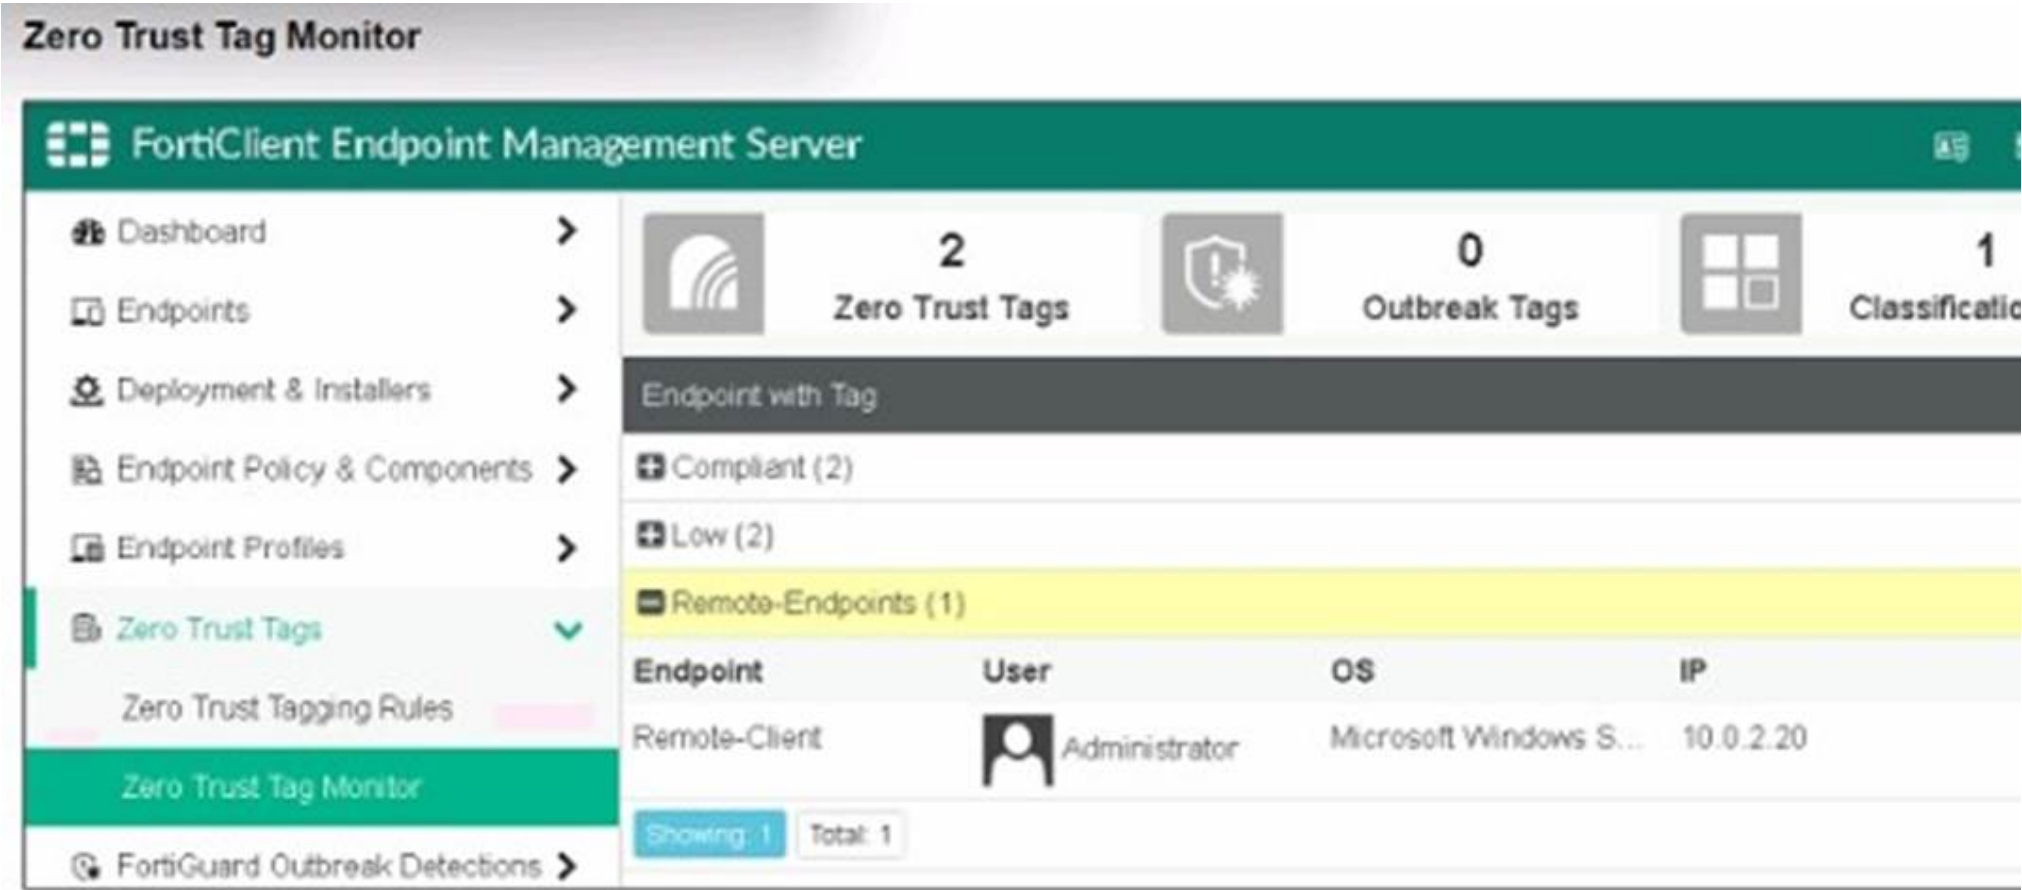 Zero Trust Tag Monitor
FortiClient Endpoint Management Server
Dashboard
Endpoints
Deployment & Installers
Endpoint Policy & Components
Endpoint Profiles
Zero Trust Tags
Zero Trust Tagging Rules
Zero Trust Tag Monitor
FortiGuard Outbreak Detections
2
Zero Trust Tags
0
Outbreak Tags
1
Classificatio
Endpoint with Tag
Compliant (2)
Low (2)
Remote-Endpoints (1)
Endpoint User OS IP
Remote-Client Administrator Microsoft Windows S... 10.0.2.20
Showing: 1 Total: 1